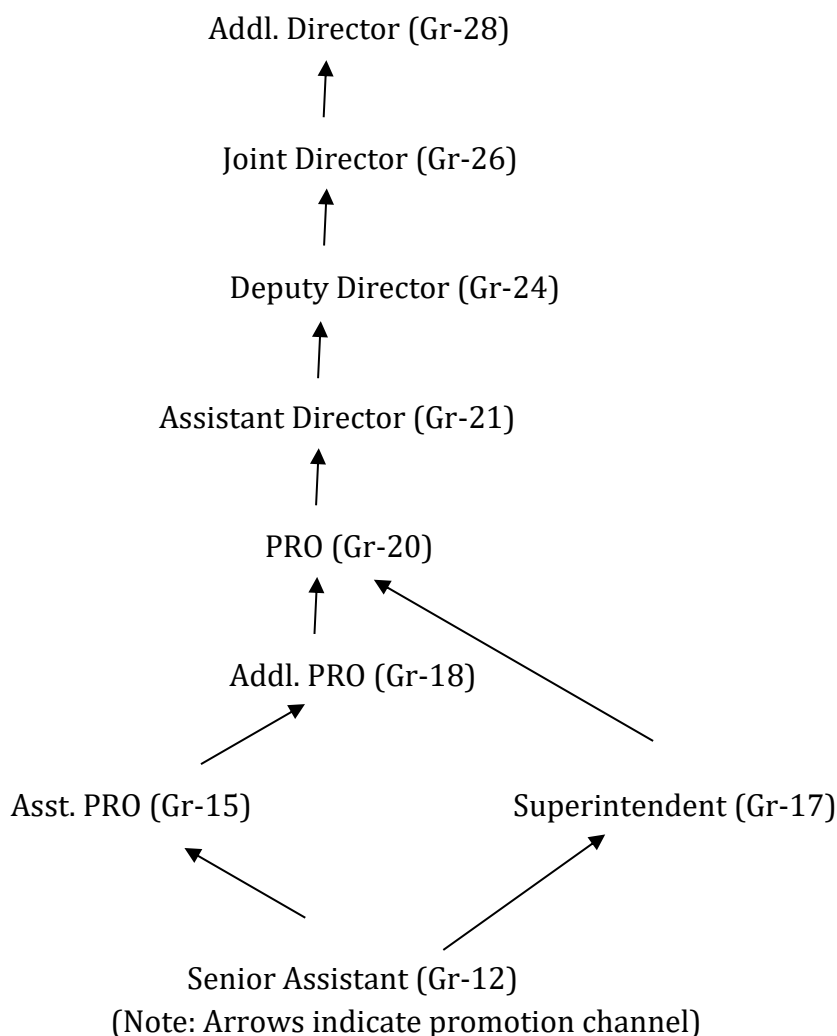 Addl. Director (Gr-28)
Joint Director (Gr-26)
Deputy Director (Gr-24)
Assistant Director (Gr-21)
PRO (Gr-20)
Addl. PRO (Gr-18)
Asst. PRO (Gr-15)
Superintendent (Gr-17)
Senior Assistant (Gr-12)
(Note: Arrows indicate promotion channel)